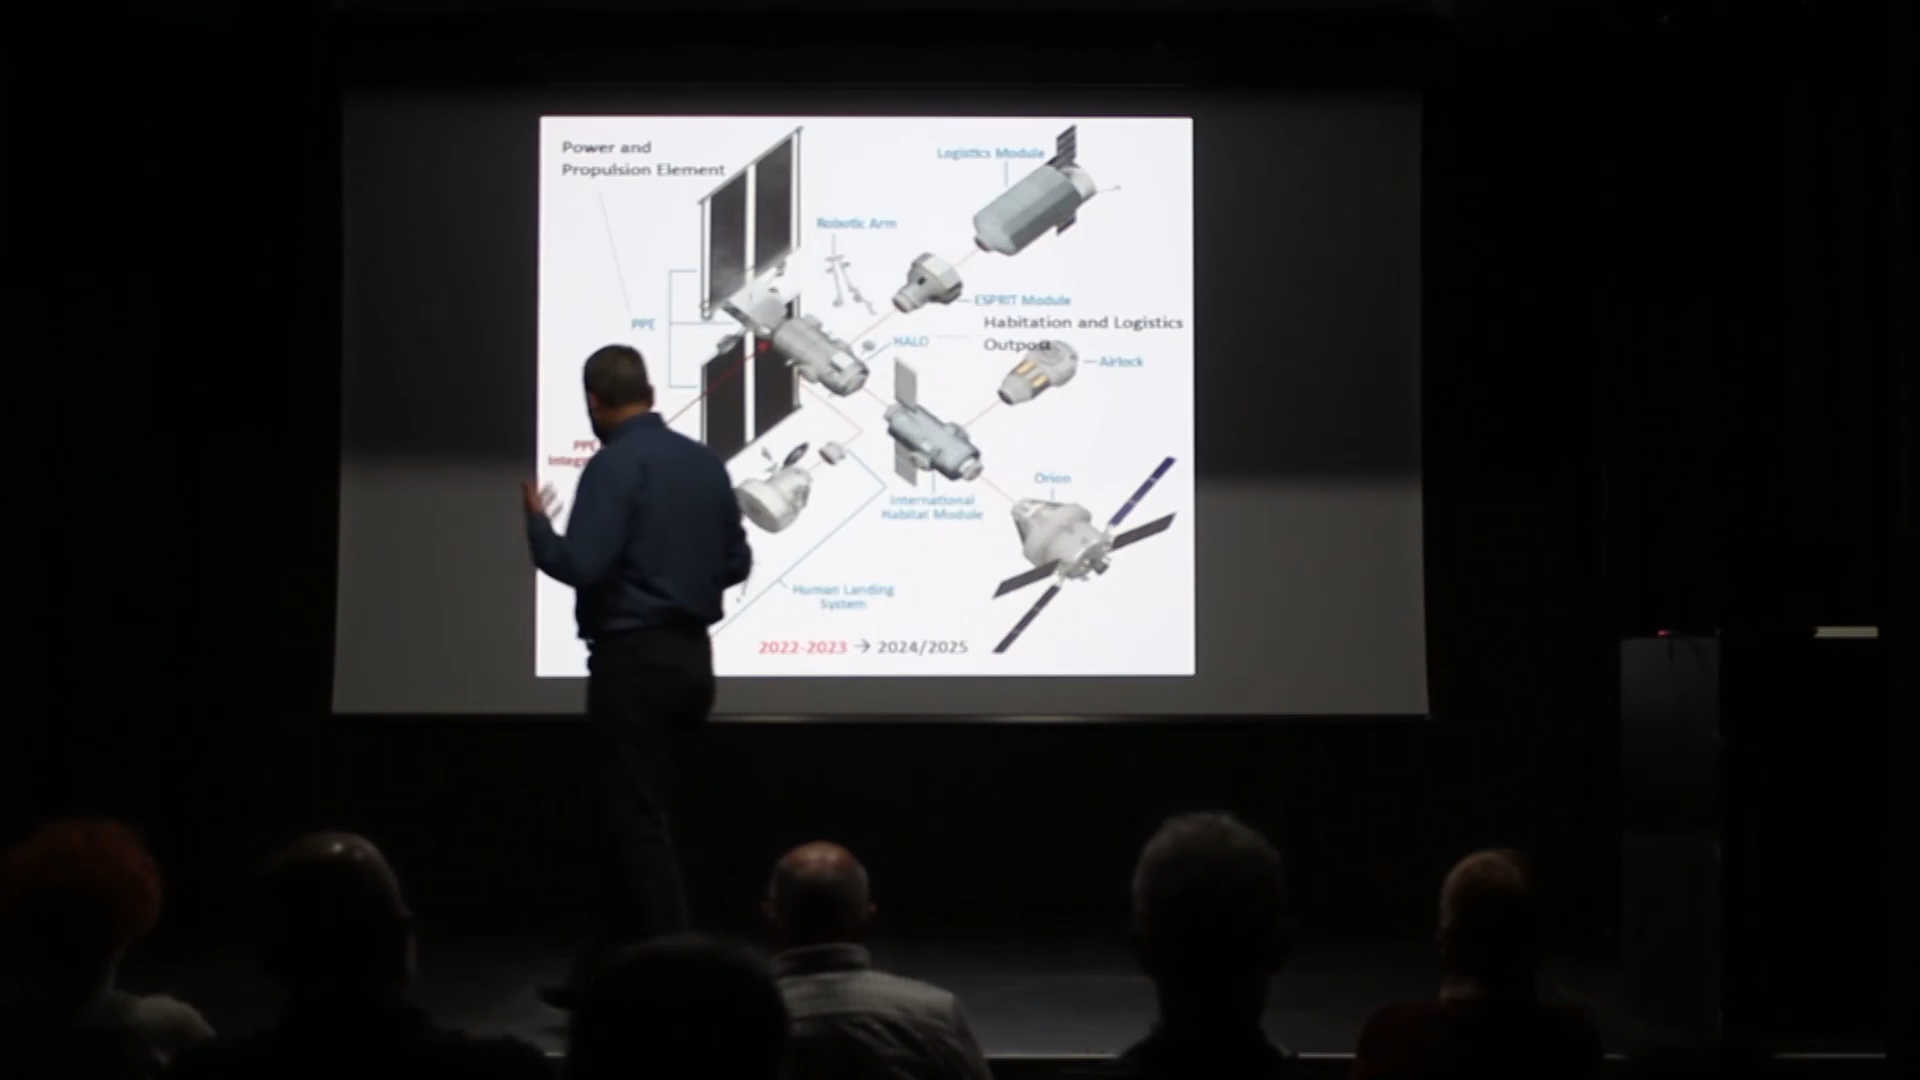 Power and
Propulsion Element
Logistics Module
Robotic Arm
ESPRIT Module
PPE
Habitation and Logistics
Outpost
HALO
Airlock
PPE
Orion
International
Habitat Module
Human Landing
System
2022-2023 → 2024/2025